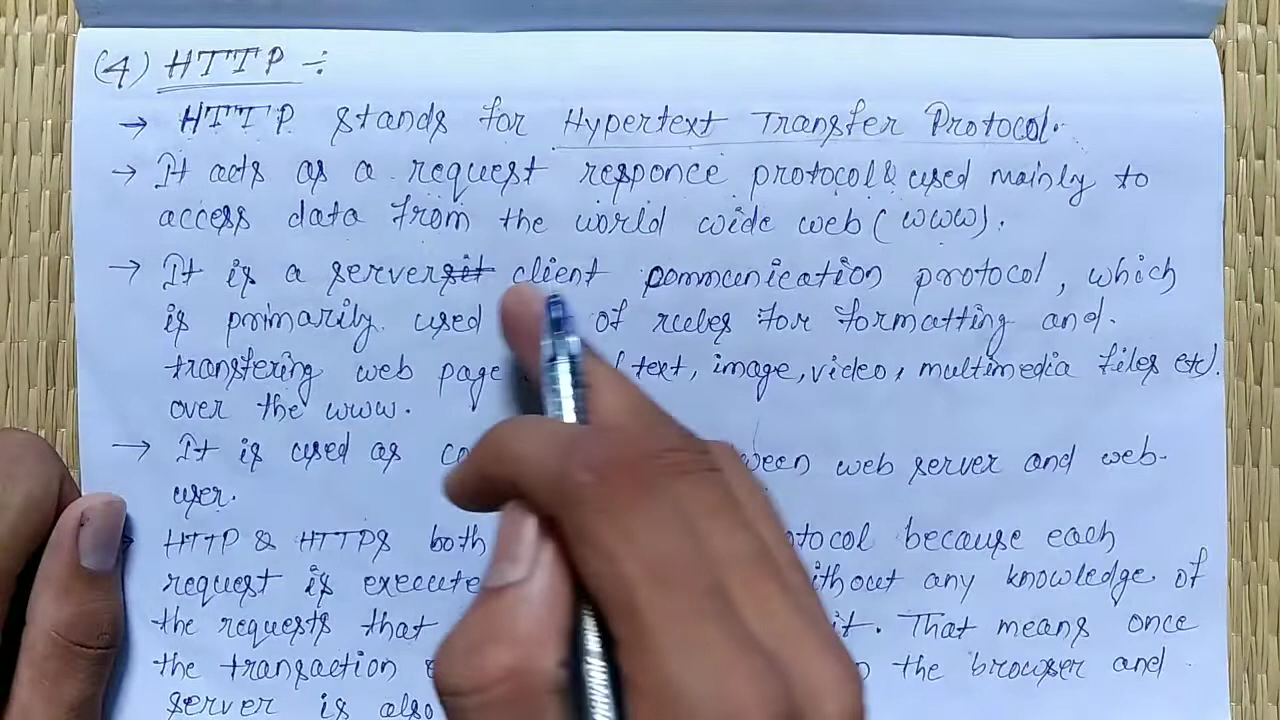 (4) HTTP ÷
→ HTTP stands for Hypertext Transfer Protocol.
→ It acts as a request responce protocol & used mainly to
access data from the world wide web (WWW).
→ It is a server client communication protocol, which
is primarily used of rules for formatting and.
transfering web page text, image, video, multimedia files etc).
over the www.
→ It is used as web server and web-
user.
HTTP & HTTPS both because each
request is any knowledge of
the requests that it. That means once
the transaction the browser and
server is also